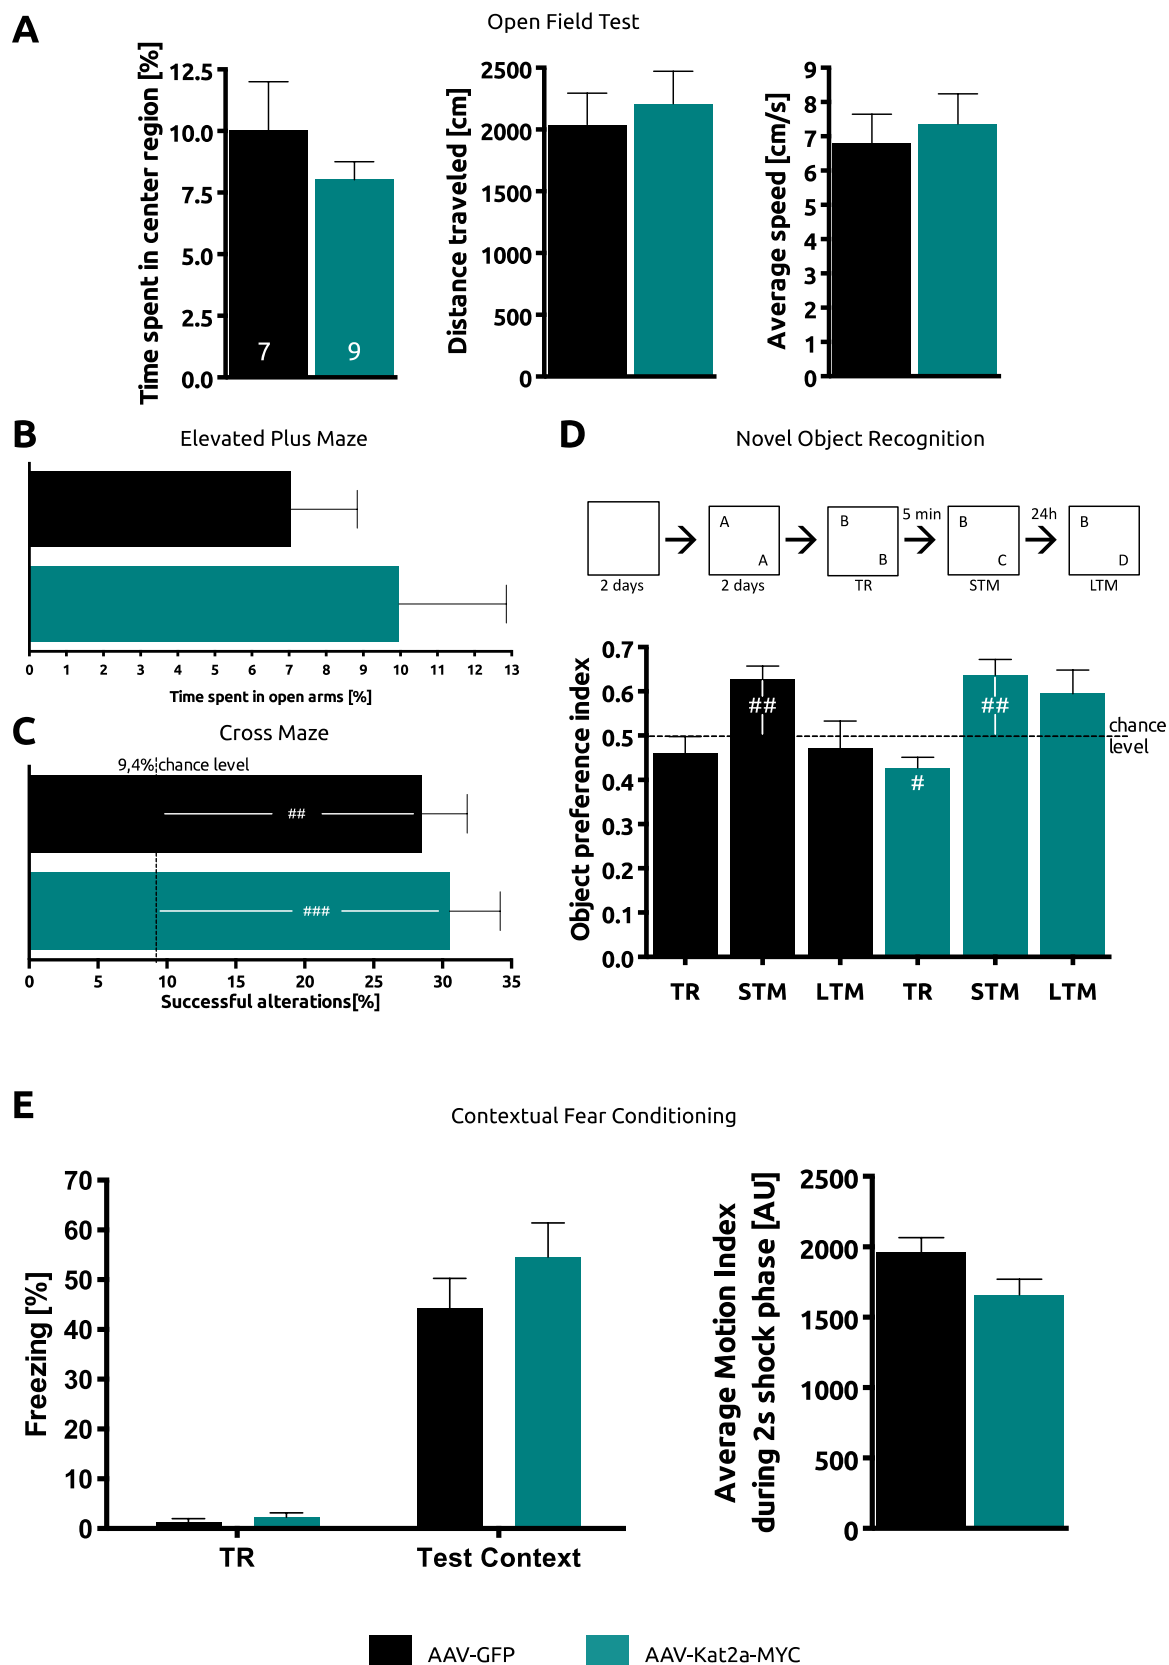 A
Open Field Test
Time spent in center region [%]
12.5
10.0
7.5
5.0
2.5
0.0
7
9
Distance traveled [cm]
2500
2000
1500
1000
500
0
Average speed [cm/s]
9
8
7
6
5
4
3
2
1
0
B
Elevated Plus Maze
0 1 2 3 4 5 6 7 8 9 10 11 12 13
Time spent in open arms [%]
C
Cross Maze
9,4% chance level
##
###
0 5 10 15 20 25 30 35
Successful alterations[%]
D
Novel Object Recognition
5 min
24h
A
A
B
B
B
C
B
D
2 days
2 days
TR
STM
LTM
Object preference index
0.7
0.6
0.5
0.4
0.3
0.2
0.1
0.0
##
#
##
chance
level
TR STM LTM TR STM LTM
E
Contextual Fear Conditioning
Freezing [%]
70
60
50
40
30
20
10
0
TR
Test Context
Average Motion Index
during 2s shock phase [AU]
2500
2000
1500
1000
500
0
AAV-GFP
AAV-Kat2a-MYC